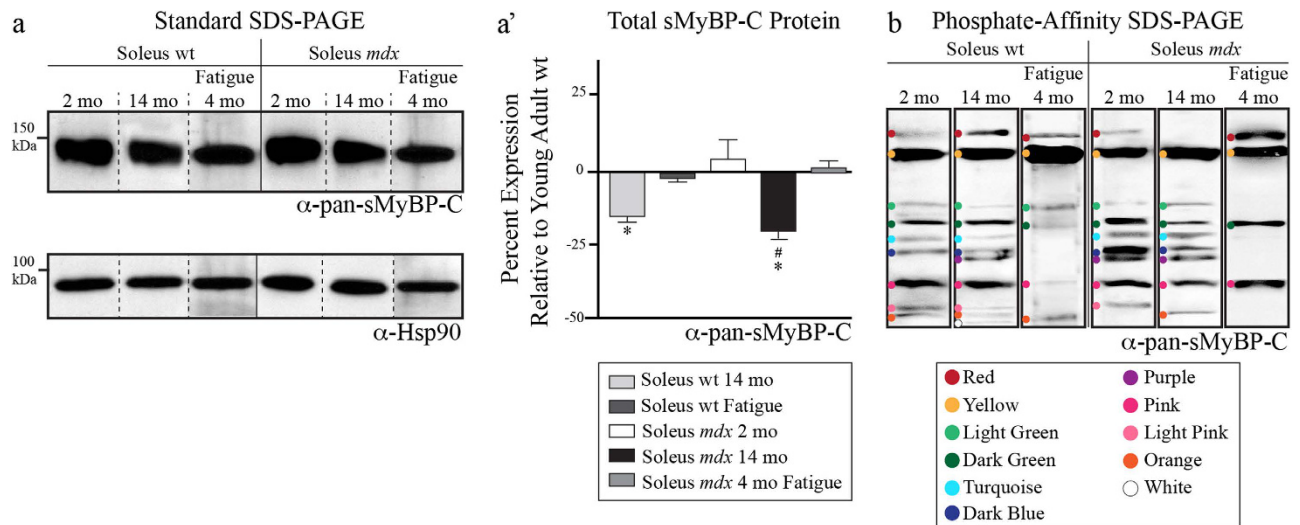 a
Standard SDS-PAGE
Soleus wt
Soleus mdx
Fatigue
Fatigue
2 mo
14 mo
4 mo
2 mo
14 mo
4 mo
150
kDa
α-pan-sMyBP-C
100
kDa
α-Hsp90
a'
Total sMyBP-C Protein
Percent Expression
Relative to Young Adult wt
25
0
-25
-50
*
#
*
α-pan-sMyBP-C
Soleus wt 14 mo
Soleus wt Fatigue
Soleus mdx 2 mo
Soleus mdx 14 mo
Soleus mdx 4 mo Fatigue
b
Phosphate-Affinity SDS-PAGE
Soleus wt
Soleus mdx
Fatigue
Fatigue
2 mo
14 mo
4 mo
2 mo
14 mo
4 mo
α-pan-sMyBP-C
Red
Yellow
Light Green
Dark Green
Turquoise
Dark Blue
Purple
Pink
Light Pink
Orange
White